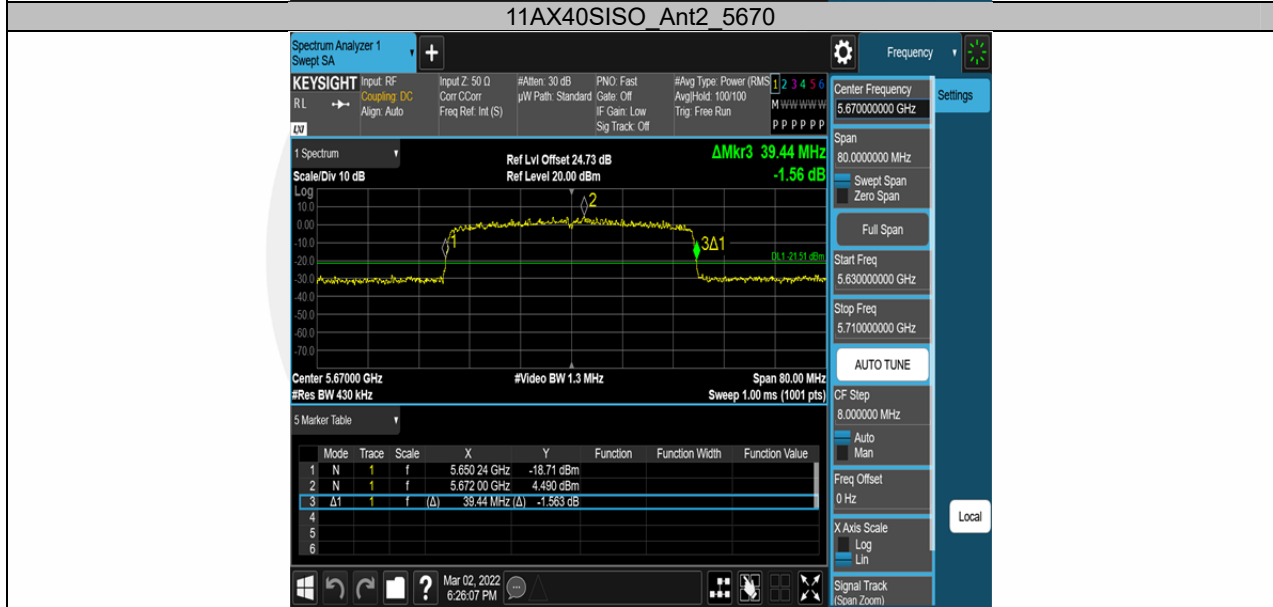 11AX40SISO_Ant2_5670
Spectrum Analyzer 1
Swept SA
+
Frequency
KEYSIGHT
RL
LXI
Input: RF
Coupling: DC
Align: Auto
Input Z: 50 Ω
Corr CCorr
Freq Ref: Int (S)
#Atten: 30 dB
µW Path: Standard
PNO: Fast
Gate: Off
IF Gain: Low
Sig Track: Off
#Avg Type: Power (RMS
Avg|Hold: 100/100
Trig: Free Run
1 2 3 4 5 6
M W W W W W
P P P P P P
1 Spectrum
Scale/Div 10 dB
Ref Lvl Offset 24.73 dB
Ref Level 20.00 dBm
ΔMkr3 39.44 MHz
-1.56 dB
Log
10.0
0.00
-10.0
-20.0
-30.0
-40.0
-50.0
-60.0
-70.0
1
2
3Δ1
DL1 -21.51 dBm
Center 5.67000 GHz
#Video BW 1.3 MHz
Span 80.00 MHz
#Res BW 430 kHz
Sweep 1.00 ms (1001 pts)
5 Marker Table
Mode Trace Scale X Y Function Function Width Function Value
1 N 1 f 5.650 24 GHz -18.71 dBm
2 N 1 f 5.672 00 GHz 4.490 dBm
3 Δ1 1 f (Δ) 39.44 MHz (Δ) -1.563 dB
4
5
6
?
Mar 02, 2022
6:26:07 PM
Center Frequency
5.670000000 GHz
Settings
Span
80.0000000 MHz
Swept Span
Zero Span
Full Span
Start Freq
5.630000000 GHz
Stop Freq
5.710000000 GHz
AUTO TUNE
CF Step
8.000000 MHz
Auto
Man
Freq Offset
0 Hz
X Axis Scale
Log
Lin
Signal Track
(Span Zoom)
Local